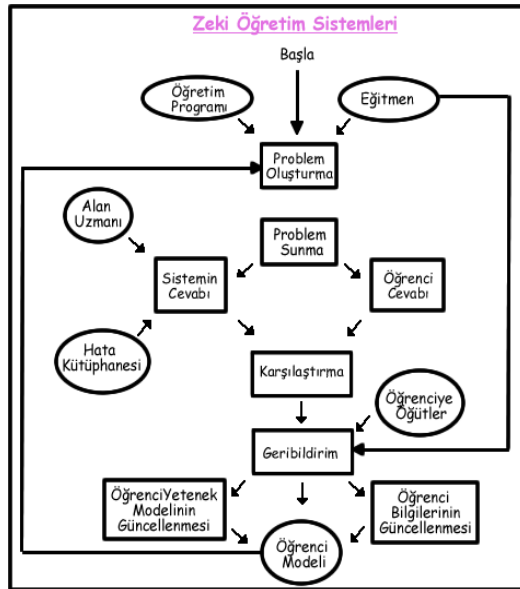 Zeki Öğretim Sistemleri
Başla
Öğretim
Programı
Eğitmen
Problem
Oluşturma
Alan
Uzmanı
Problem
Sunma
Sistemin
Cevabı
Öğrenci
Cevabı
Hata
Kütüphanesi
Karşılaştırma
Öğrenciye
Öğütler
Geribildirim
ÖğrenciYetenek
Modelinin
Güncellenmesi
Öğrenci
Bilgilerinin
Güncellenmesi
Öğrenci
Modeli